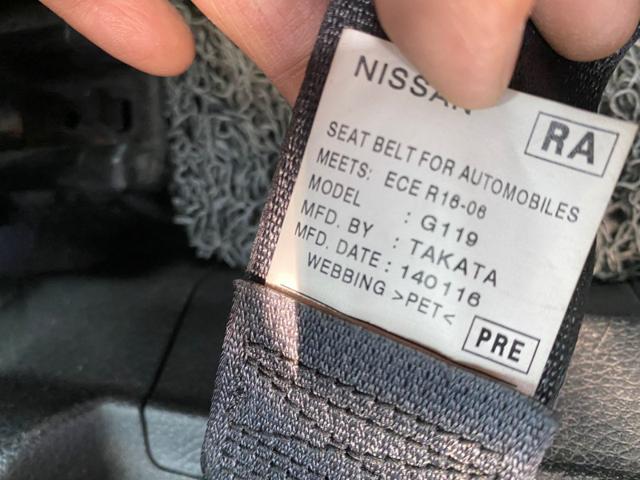 NISSAN
RA
SEAT BELT FOR AUTOMOBILES
MEETS: ECE R16-06
MODEL : G119
MFD. BY : TAKATA
MFD. DATE : 140116
WEBBING >PET<
PRE